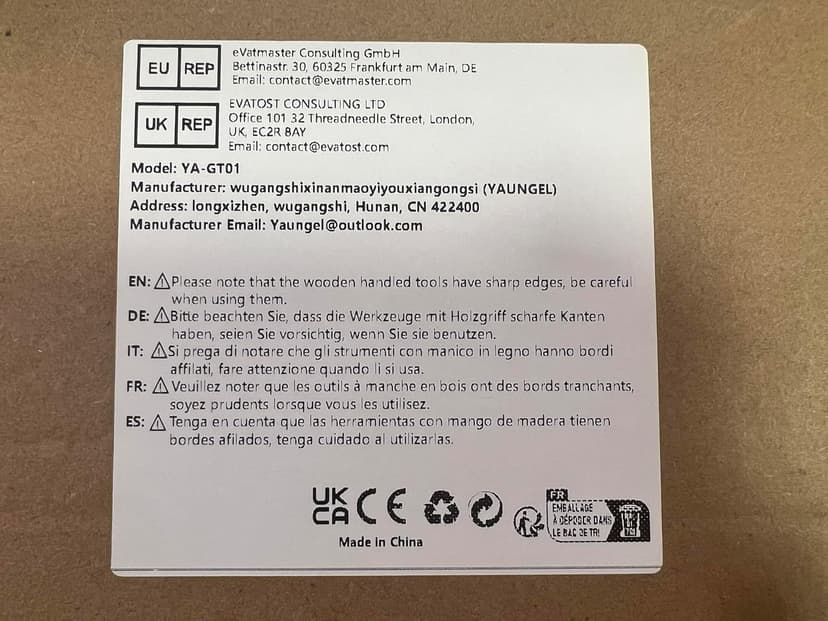 EU REP
eVatmaster Consulting GmbH
Bettinastr. 30, 60325 Frankfurt am Main, DE
Email: contact@evatmaster.com
UK REP
EVATOST CONSULTING LTD
Office 101 32 Threadneedle Street, London,
UK, EC2R 8AY
Email: contact@evatost.com
Model: YA-GT01
Manufacturer: wugangshixinanmaoyiyouxiangongsi (YAUNGEL)
Address: longxizhen, wugangshi, Hunan, CN 422400
Manufacturer Email: Yaungel@outlook.com
EN: ⚠Please note that the wooden handled tools have sharp edges, be careful
when using them.
DE: ⚠Bitte beachten Sie, dass die Werkzeuge mit Holzgriff scharfe Kanten
haben, seien Sie vorsichtig, wenn Sie sie benutzen.
IT: ⚠Si prega di notare che gli strumenti con manico in legno hanno bordi
affilati, fare attenzione quando li si usa.
FR: ⚠Veuillez noter que les outils à manche en bois ont des bords tranchants,
soyez prudents lorsque vous les utilisez.
ES: ⚠Tenga en cuenta que las herramientas con mango de madera tienen
bordes afilados, tenga cuidado al utilizarlas.
UK
CA CE
FR
EMBALLAGE
À DÉPOSER DANS
LE BAC DE TRI
Made in China